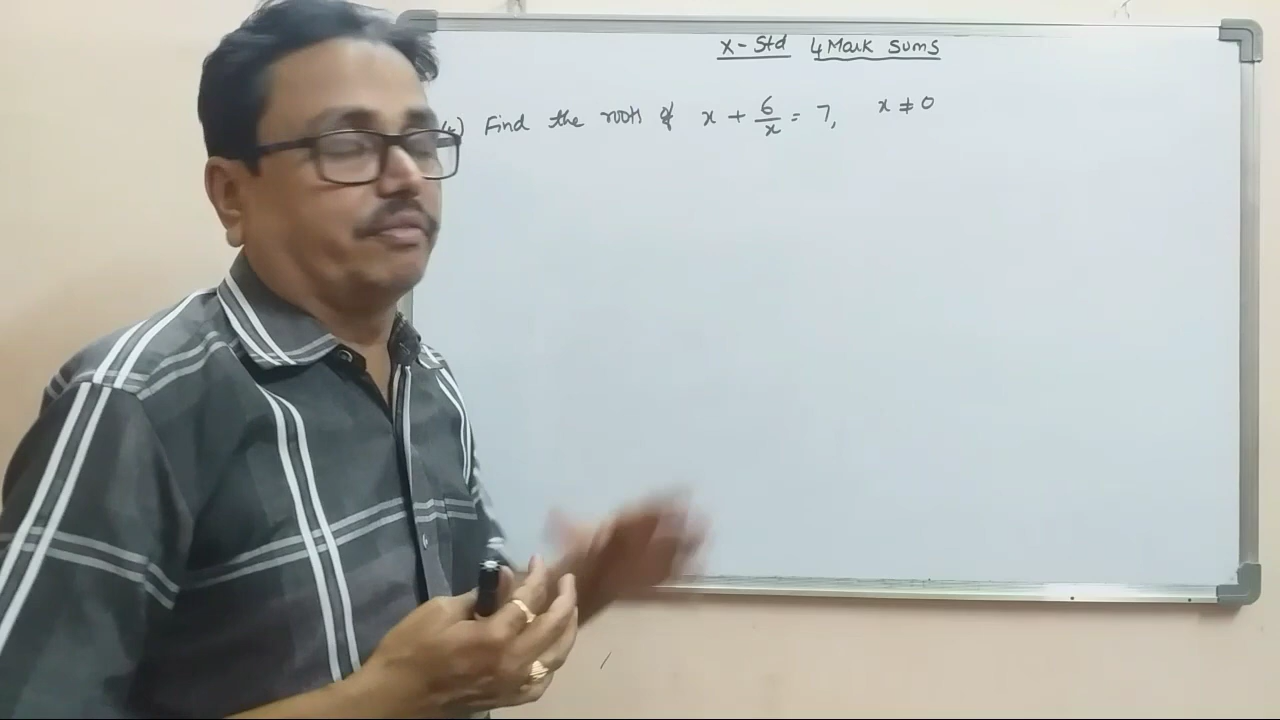 X-Std 4 Mark Sums
) Find the roots of x + 6/x = 7, x ≠ 0